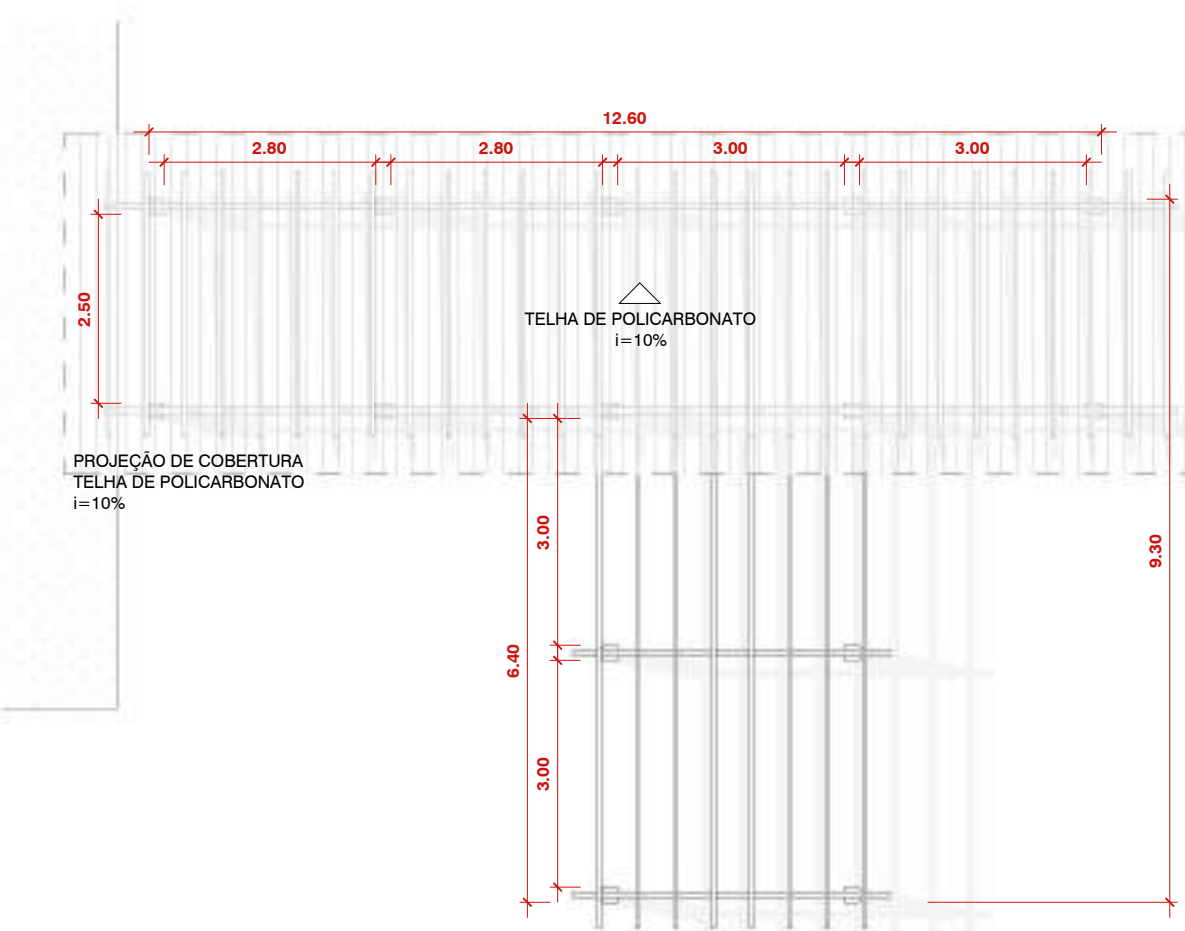 12.60
2.80
2.80
3.00
3.00
2.50
TELHA DE POLICARBONATO
i=10%
PROJEÇÃO DE COBERTURA
TELHA DE POLICARBONATO
i=10%
3.00
9.30
6.40
3.00